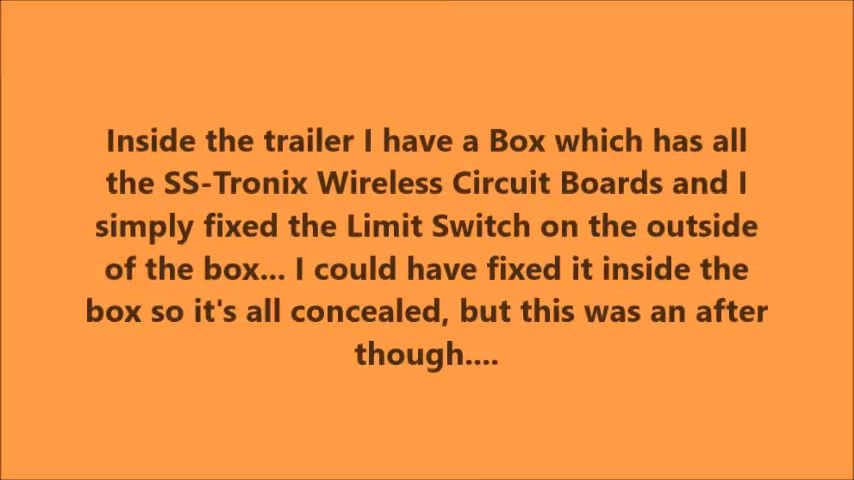 Inside the trailer I have a Box which has all
the SS-Tronix Wireless Circuit Boards and I
simply fixed the Limit Switch on the outside
of the box... I could have fixed it inside the
box so it's all concealed, but this was an after
though....